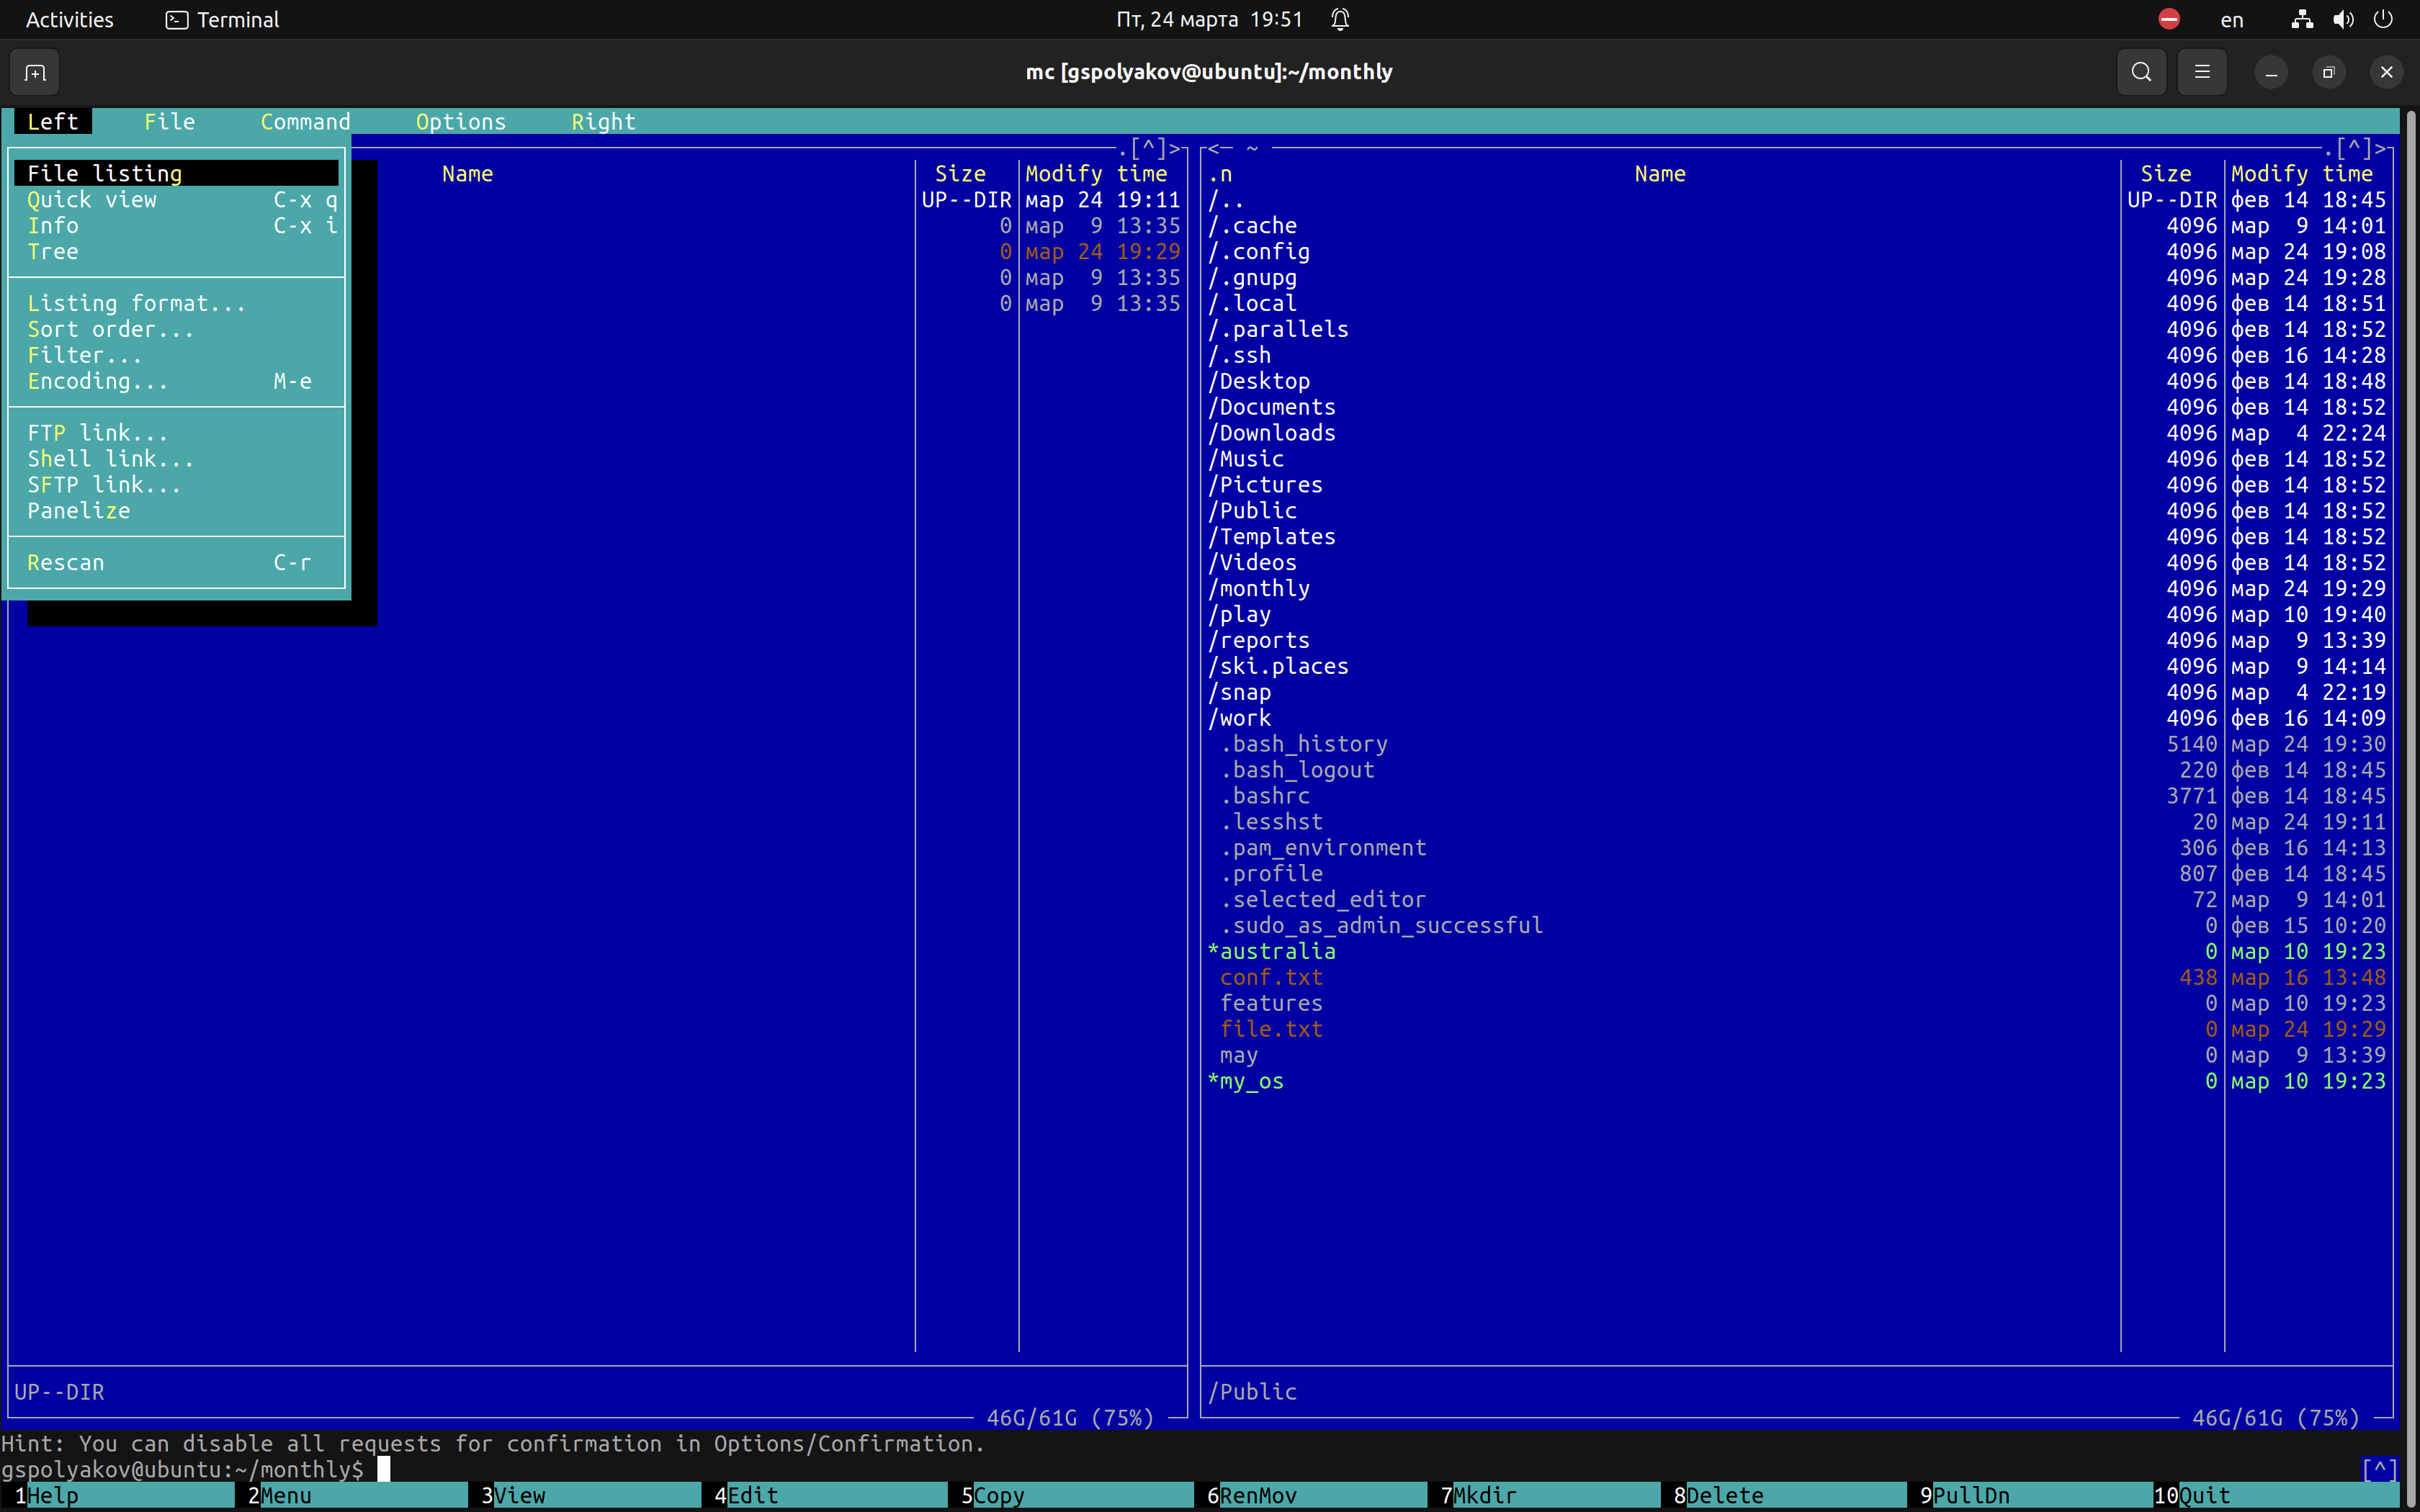 Activities Terminal Пт, 24 марта 19:51 en
mc [gspolyakov@ubuntu]:~/monthly
Left File Command Options Right
.[^]> <─ ~ .[^]>
File listing Name Size Modify time .n Name Size Modify time
Quick view C-x q UP--DIR мар 24 19:11 /.. UP--DIR фев 14 18:45
Info C-x i 0 мар 9 13:35 /.cache 4096 мар 9 14:01
Tree 0 мар 24 19:29 /.config 4096 мар 24 19:08
0 мар 9 13:35 /.gnupg 4096 мар 24 19:28
Listing format... 0 мар 9 13:35 /.local 4096 фев 14 18:51
Sort order... /.parallels 4096 фев 14 18:52
Filter... /.ssh 4096 фев 16 14:28
Encoding... M-e /Desktop 4096 фев 14 18:48
/Documents 4096 фев 14 18:52
FTP link... /Downloads 4096 мар 4 22:24
Shell link... /Music 4096 фев 14 18:52
SFTP link... /Pictures 4096 фев 14 18:52
Panelize /Public 4096 фев 14 18:52
/Templates 4096 фев 14 18:52
Rescan C-r /Videos 4096 фев 14 18:52
/monthly 4096 мар 24 19:29
/play 4096 мар 10 19:40
/reports 4096 мар 9 13:39
/ski.places 4096 мар 9 14:14
/snap 4096 мар 4 22:19
/work 4096 фев 16 14:09
.bash_history 5140 мар 24 19:30
.bash_logout 220 фев 14 18:45
.bashrc 3771 фев 14 18:45
.lesshst 20 мар 24 19:11
.pam_environment 306 фев 16 14:13
.profile 807 фев 14 18:45
.selected_editor 72 мар 9 14:01
.sudo_as_admin_successful 0 фев 15 10:20
*australia 0 мар 10 19:23
conf.txt 438 мар 16 13:48
features 0 мар 10 19:23
file.txt 0 мар 24 19:29
may 0 мар 9 13:39
*my_os 0 мар 10 19:23
UP--DIR /Public
46G/61G (75%) 46G/61G (75%)
Hint: You can disable all requests for confirmation in Options/Confirmation.
gspolyakov@ubuntu:~/monthly$ [^]
1Help 2Menu 3View 4Edit 5Copy 6RenMov 7Mkdir 8Delete 9PullDn 10Quit